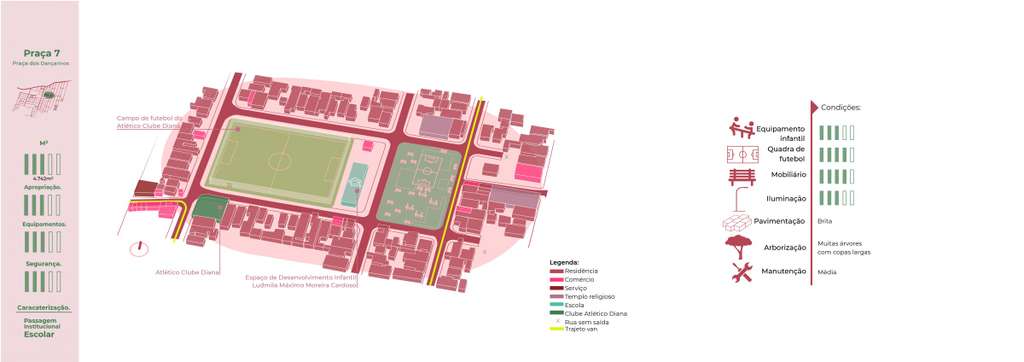 Praça 7
Praça dos Dançarinos
M²
4.742m²
Apropriação.
Equipamentos.
Segurança.
Caracaterização.
Passagem
Institucional
Escolar
Campo de futebol do
Atlético Clube Diana
Atlético Clube Diana
Espaço de Desenvolvimento Infantil
Ludmila Máximo Moreira Cardoso
Legenda:
Residência
Comércio
Serviço
Templo religioso
Escola
Clube Atlético Diana
Rua sem saída
Trajeto van
Condições:
Equipamento
infantil
Quadra de
futebol
Mobiliário
Iluminação
Pavimentação
Brita
Arborização
Muitas árvores
com copas largas
Manutenção
Média